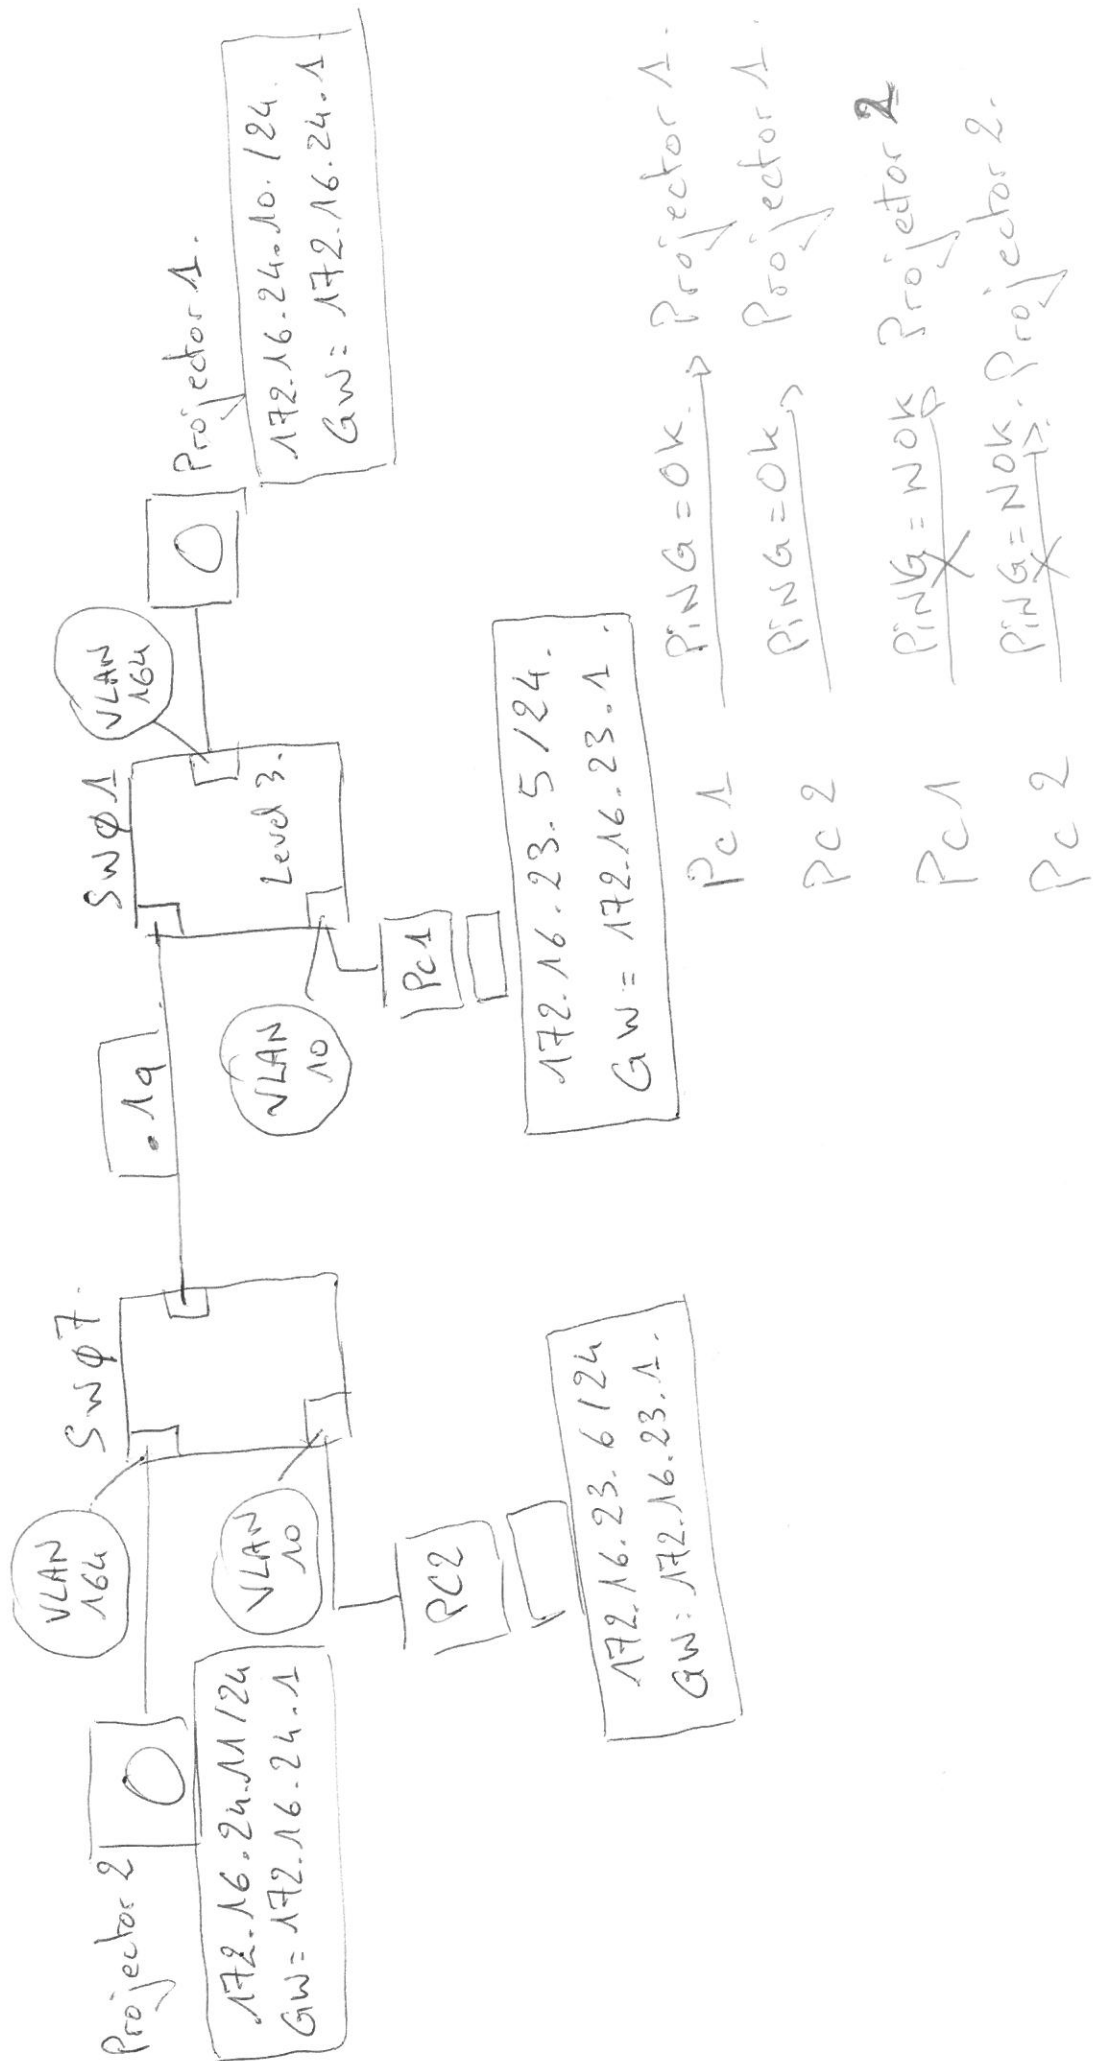 Projector 2
172.16.24.11/24
GW=172.16.24.1
VLAN
164
SWØ7.
VLAN
10
PC2
172.16.23.6/24
GW=172.16.23.1.
.1q
SWØ1
Level 3.
VLAN
164
VLAN
10
PC1
172.16.23.5/24.
GW=172.16.23.1.
Projector 1.
172.16.24.10./24.
GW=172.16.24.1.
PC1 PiNG=OK. Projector 1.
PC2 PiNG=OK Projector 1.
PC1 PiNG=NOK Projector 2
PC2 PiNG=NOK. Projector 2.